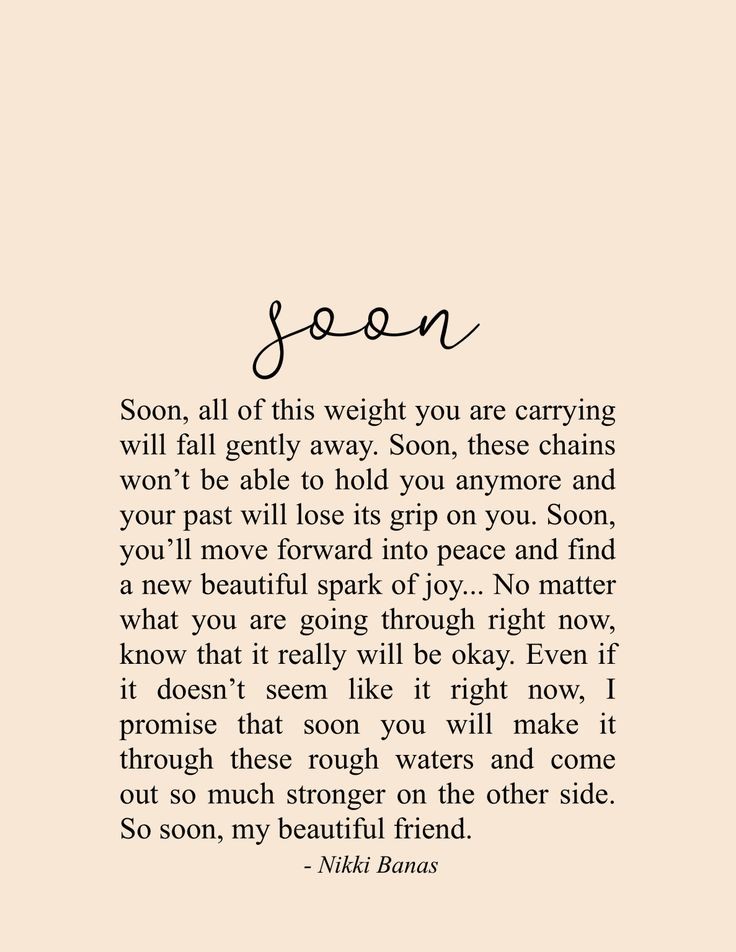 soon
Soon, all of this weight you are carrying
will fall gently away. Soon, these chains
won’t be able to hold you anymore and
your past will lose its grip on you. Soon,
you’ll move forward into peace and find
a new beautiful spark of joy... No matter
what you are going through right now,
know that it really will be okay. Even if
it doesn’t seem like it right now, I
promise that soon you will make it
through these rough waters and come
out so much stronger on the other side.
So soon, my beautiful friend.
- Nikki Banas